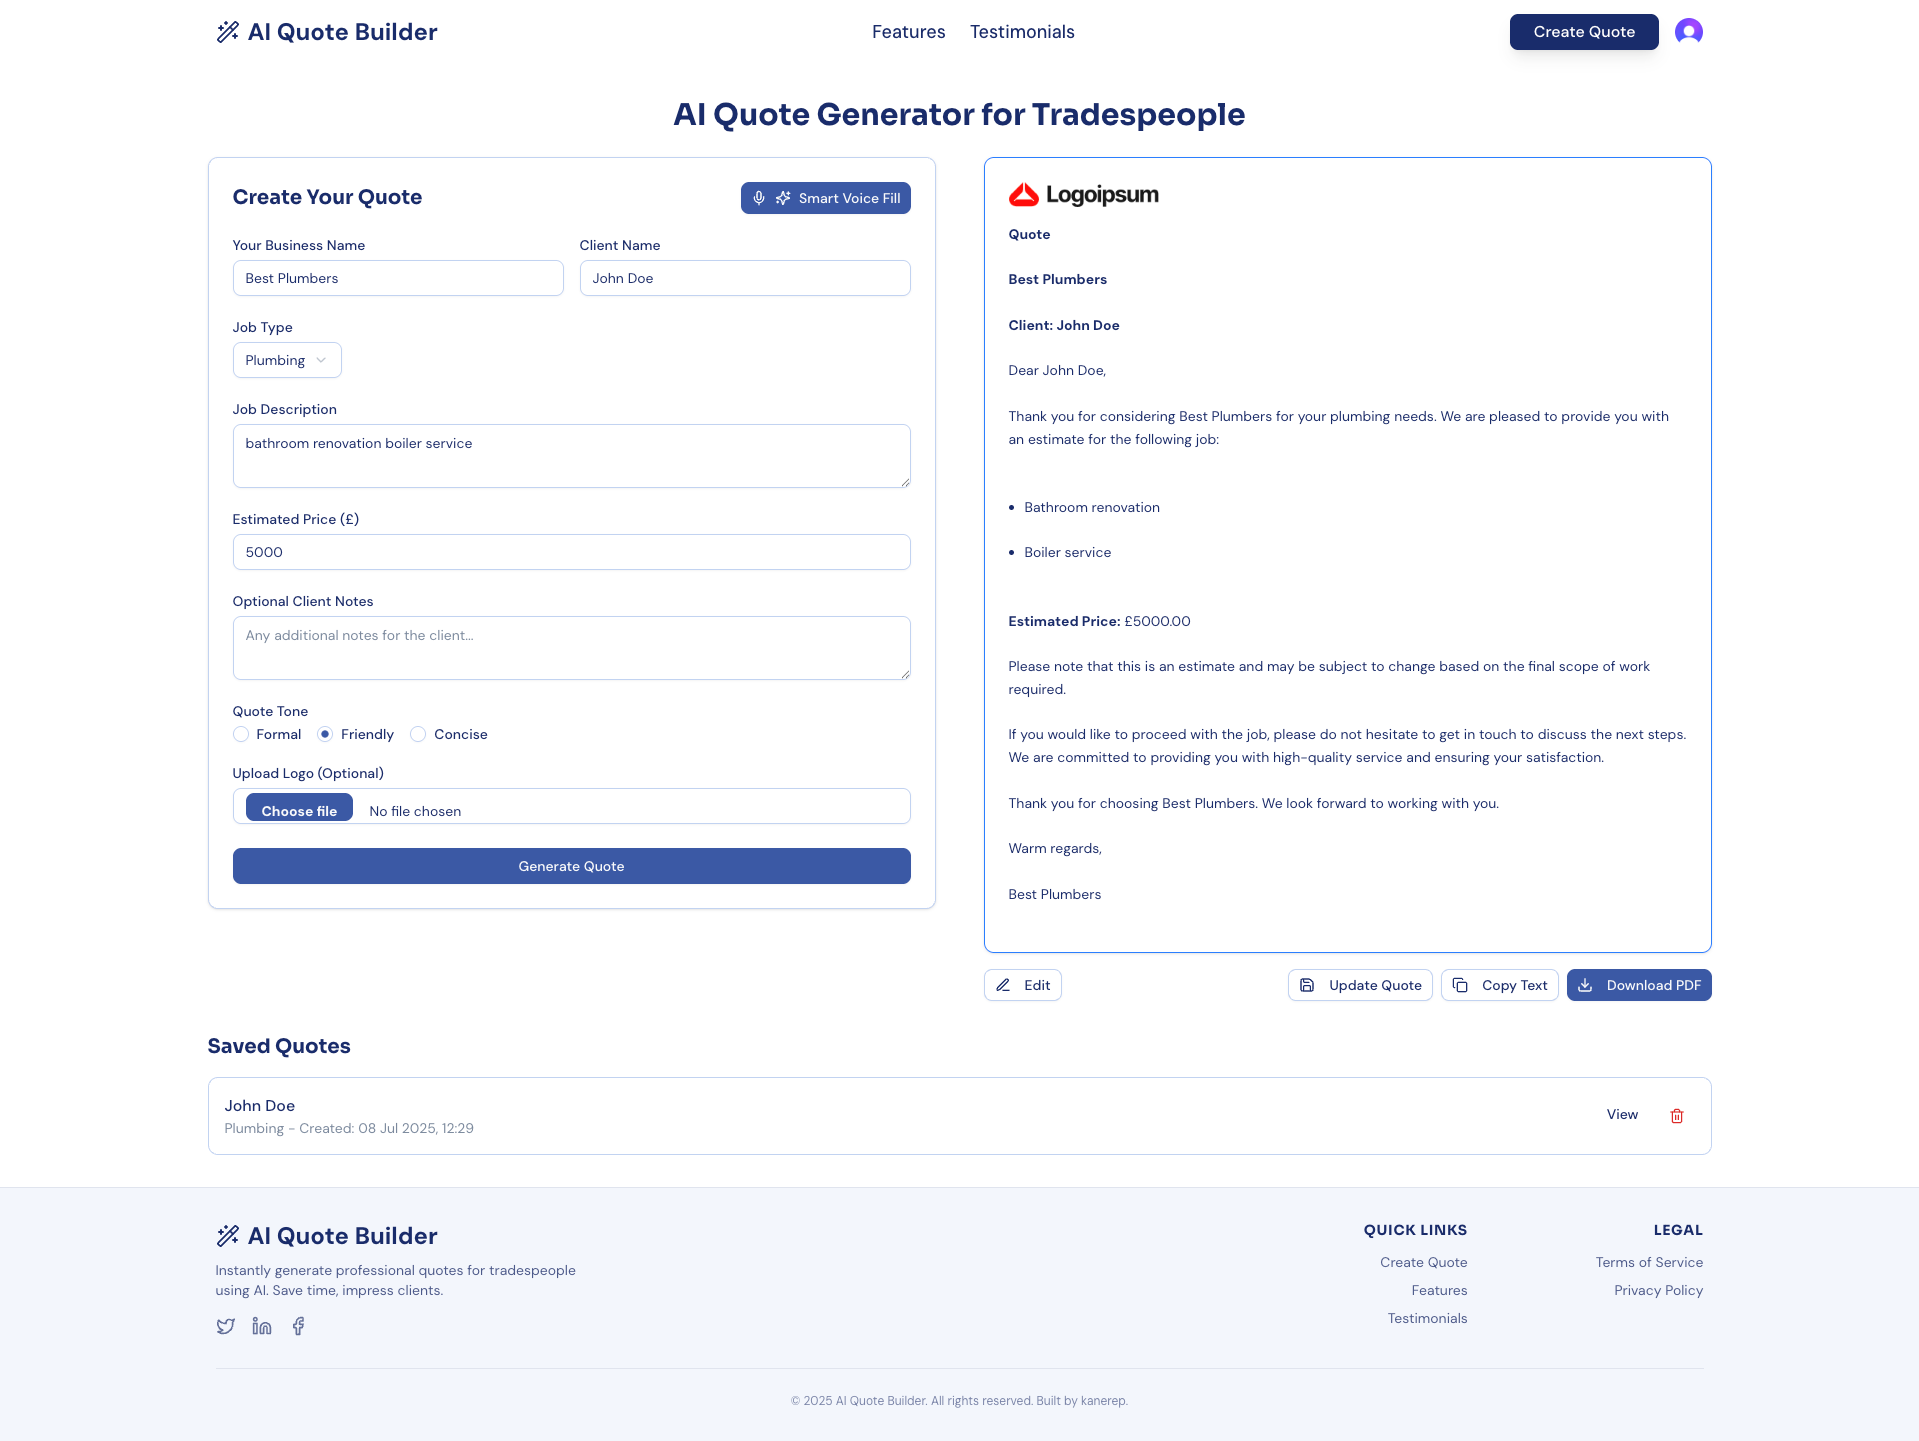 AI Quote Builder
Features
Testimonials
Create Quote
AI Quote Generator for Tradespeople
Create Your Quote
Smart Voice Fill
Your Business Name
Client Name
Best Plumbers
John Doe
Job Type
Plumbing
Job Description
bathroom renovation boiler service
Estimated Price (£)
5000
Optional Client Notes
Any additional notes for the client...
Quote Tone
Formal
Friendly
Concise
Upload Logo (Optional)
Choose file
No file chosen
Generate Quote
Logoipsum
Quote
Best Plumbers
Client: John Doe
Dear John Doe,
Thank you for considering Best Plumbers for your plumbing needs. We are pleased to provide you with
an estimate for the following job:
• Bathroom renovation
• Boiler service
Estimated Price: £5000.00
Please note that this is an estimate and may be subject to change based on the final scope of work
required.
If you would like to proceed with the job, please do not hesitate to get in touch to discuss the next steps.
We are committed to providing you with high-quality service and ensuring your satisfaction.
Thank you for choosing Best Plumbers. We look forward to working with you.
Warm regards,
Best Plumbers
Edit
Update Quote
Copy Text
Download PDF
Saved Quotes
John Doe
Plumbing - Created: 08 Jul 2025, 12:29
View
AI Quote Builder
Instantly generate professional quotes for tradespeople
using AI. Save time, impress clients.
QUICK LINKS
Create Quote
Features
Testimonials
LEGAL
Terms of Service
Privacy Policy
© 2025 AI Quote Builder. All rights reserved. Built by kanerep.